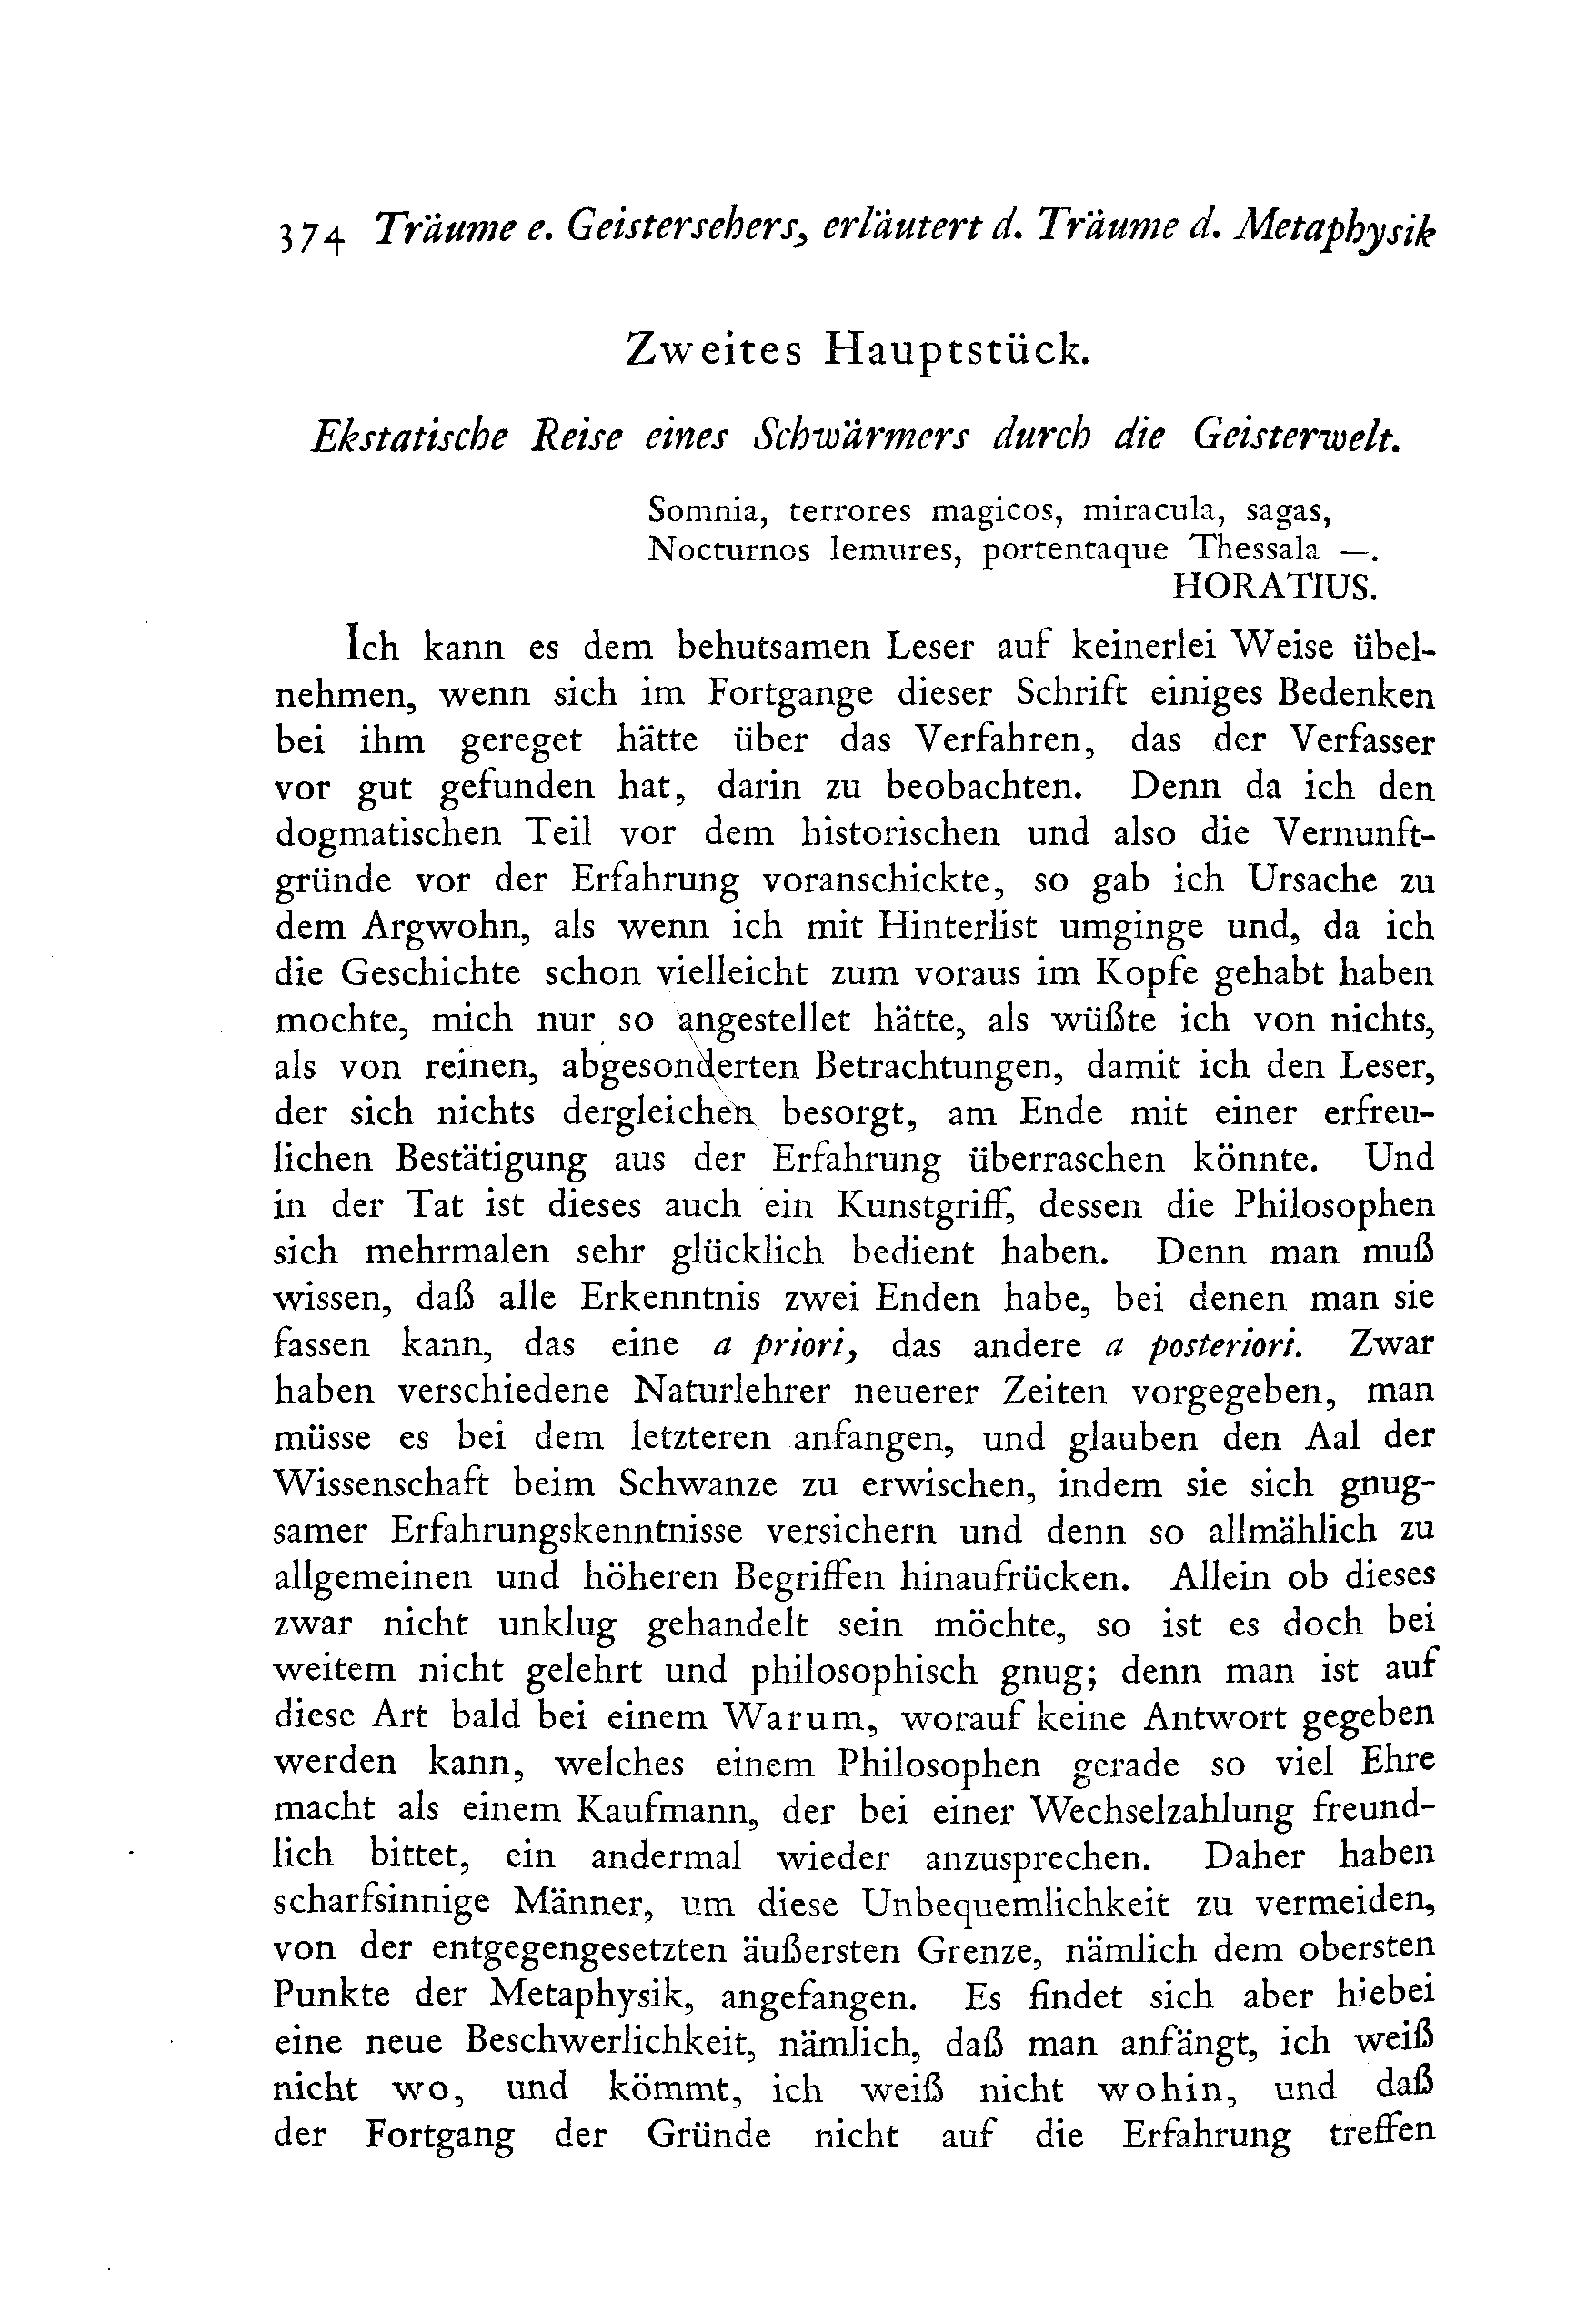 374 Träume e. Geistersehers, erläutert d. Träume d. Metaphysik
Zweites Hauptstück.
Ekstatische Reise eines Schwärmers durch die Geisterwelt.
Somnia, terrores magicos, miracula, sagas,
Nocturnos lemures, portentaque Thessala —.
HORATIUS.
Ich kann es dem behutsamen Leser auf keinerlei Weise übel-
nehmen, wenn sich im Fortgange dieser Schrift einiges Bedenken
bei ihm gereget hätte über das Verfahren, das der Verfasser
vor gut gefunden hat, darin zu beobachten. Denn da ich den
dogmatischen Teil vor dem historischen und also die Vernunft-
gründe vor der Erfahrung voranschickte, so gab ich Ursache zu
dem Argwohn, als wenn ich mit Hinterlist umginge und, da ich
die Geschichte schon vielleicht zum voraus im Kopfe gehabt haben
mochte, mich nur so angestellet hätte, als wüßte ich von nichts,
als von reinen, abgesonderten Betrachtungen, damit ich den Leser,
der sich nichts dergleichen besorgt, am Ende mit einer erfreu-
lichen Bestätigung aus der Erfahrung überraschen könnte. Und
in der Tat ist dieses auch ein Kunstgriff, dessen die Philosophen
sich mehrmalen sehr glücklich bedient haben. Denn man muß
wissen, daß alle Erkenntnis zwei Enden habe, bei denen man sie
fassen kann, das eine a priori, das andere a posteriori. Zwar
haben verschiedene Naturlehrer neuerer Zeiten vorgegeben, man
müsse es bei dem letzteren anfangen, und glauben den Aal der
Wissenschaft beim Schwanze zu erwischen, indem sie sich gnug-
samer Erfahrungskenntnisse versichern und denn so allmählich zu
allgemeinen und höheren Begriffen hinaufrücken. Allein ob dieses
zwar nicht unklug gehandelt sein möchte, so ist es doch bei
weitem nicht gelehrt und philosophisch gnug; denn man ist auf
diese Art bald bei einem Warum, worauf keine Antwort gegeben
werden kann, welches einem Philosophen gerade so viel Ehre
macht als einem Kaufmann, der bei einer Wechselzahlung freund-
lich bittet, ein andermal wieder anzusprechen. Daher haben
scharfsinnige Männer, um diese Unbequemlichkeit zu vermeiden,
von der entgegengesetzten äußersten Grenze, nämlich dem obersten
Punkte der Metaphysik, angefangen. Es findet sich aber hiebei
eine neue Beschwerlichkeit, nämlich, daß man anfängt, ich weiß
nicht wo, und kömmt, ich weiß nicht wohin, und daß
der Fortgang der Gründe nicht auf die Erfahrung treffen